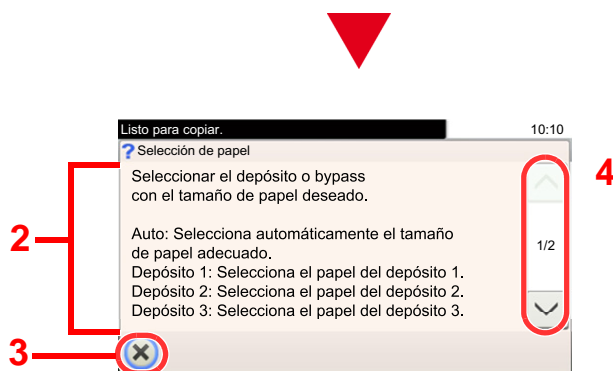 Listo para copiar. 10:10
? Selección de papel
Seleccionar el depósito o bypass
con el tamaño de papel deseado.
4
Auto: Selecciona automáticamente el tamaño
de papel adecuado.
1/2
2
Depósito 1: Selecciona el papel del depósito 1.
Depósito 2: Selecciona el papel del depósito 2.
Depósito 3: Selecciona el papel del depósito 3.
3